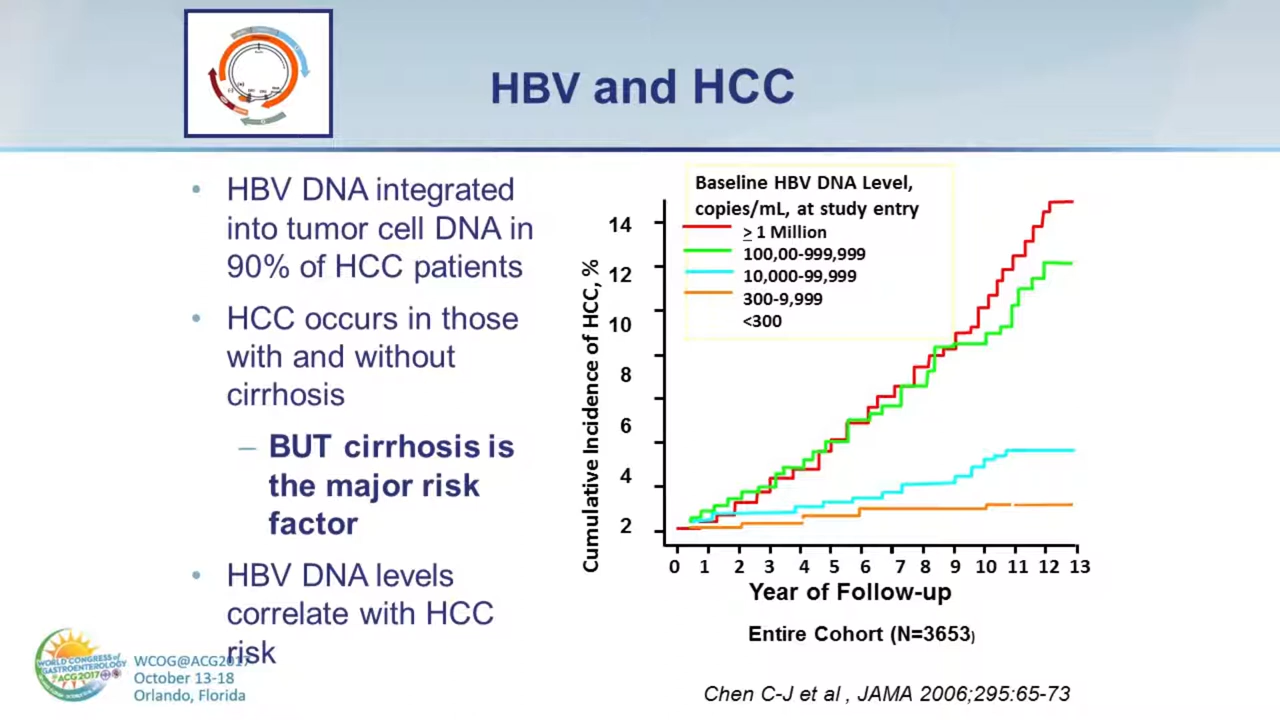 HBV and HCC
• HBV DNA integrated
into tumor cell DNA in
90% of HCC patients
• HCC occurs in those
with and without
cirrhosis
– BUT cirrhosis is
the major risk
factor
• HBV DNA levels
correlate with HCC
risk
Baseline HBV DNA Level,
copies/mL, at study entry
≥ 1 Million
100,00-999,999
10,000-99,999
300-9,999
<300
Cumulative Incidence of HCC, %
14
12
10
8
6
4
2
0 1 2 3 4 5 6 7 8 9 10 11 12 13
Year of Follow-up
Entire Cohort (N=3653)
Chen C-J et al , JAMA 2006;295:65-73
WORLD CONGRESS of
GASTROENTEROLOGY
ACG2017
WCOG@ACG2017
October 13-18
Orlando, Florida